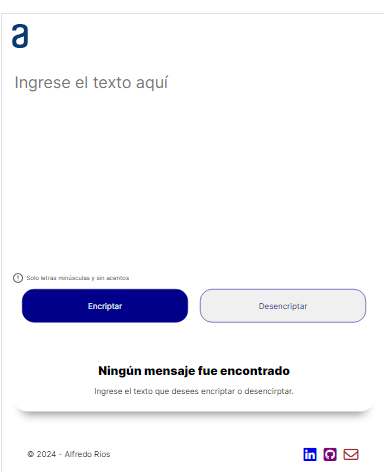 a
Ingrese el texto aquí
Solo letras minúsculas y sin acentos
Encriptar
Desencriptar
Ningún mensaje fue encontrado
Ingrese el texto que desees encriptar o desencirptar.
© 2024 - Alfredo Rios